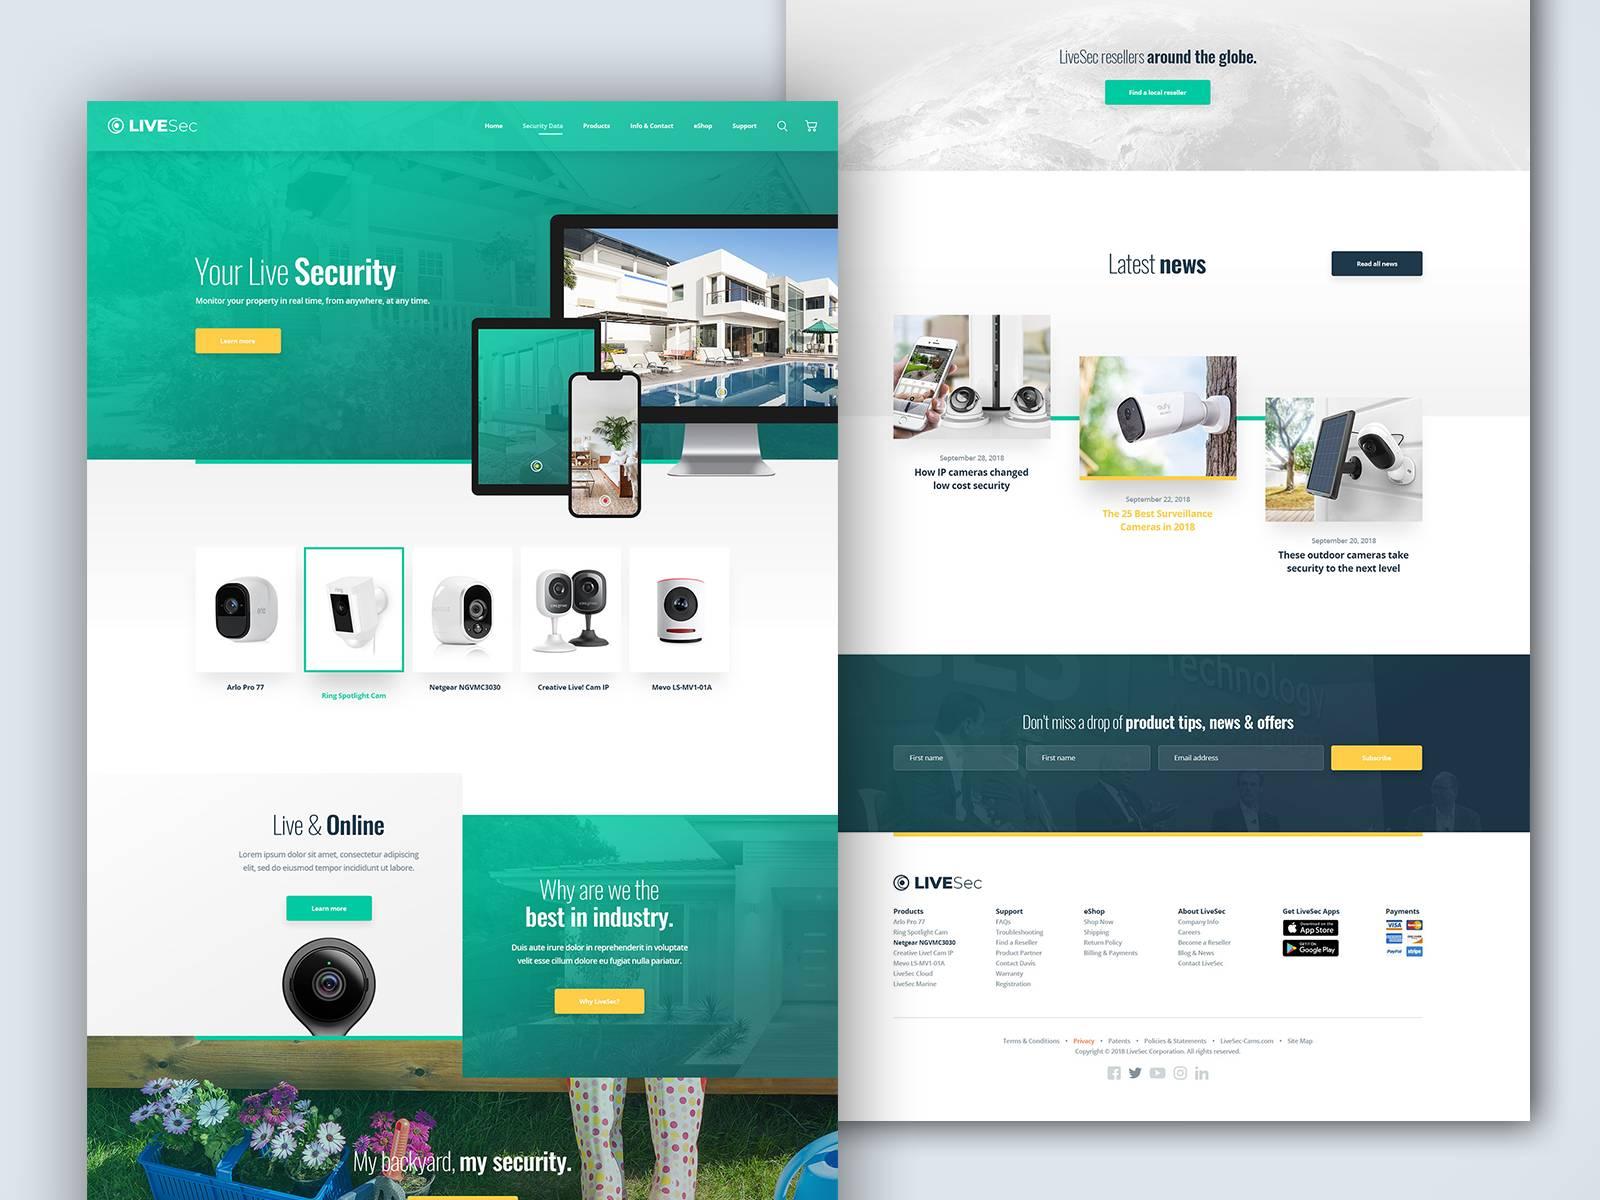 LIVESec
Home
Security Data
Products
Info & Contact
eShop
Support
Your Live Security
Monitor your property in real time, from anywhere, at any time.
Learn more
Arlo Pro 77
Ring Spotlight Cam
Netgear NGVMC3030
Creative Live! Cam IP
Mevo LS-MV1-01A
Live & Online
Lorem ipsum dolor sit amet, consectetur adipiscing
elit, sed do eiusmod tempor incididunt ut labore.
Learn more
Why are we the
best in industry.
Duis aute irure dolor in reprehenderit in voluptate
velit esse cillum dolore eu fugiat nulla pariatur.
Why LiveSec?
My backyard, my security.
LiveSec resellers around the globe.
Find a local reseller
Latest news
Read all news
September 28, 2018
How IP cameras changed
low cost security
eufy
September 22, 2018
The 25 Best Surveillance
Cameras in 2018
September 20, 2018
These outdoor cameras take
security to the next level
Technology
Don't miss a drop of product tips, news & offers
First name
First name
Email address
Subscribe
LIVESec
Products
Arlo Pro 77
Ring Spotlight Cam
Netgear NGVMC3030
Creative Live! Cam IP
Mevo LS-MV1-01A
LiveSec Cloud
LiveSec Marine
Support
FAQs
Troubleshooting
Find a Reseller
Product Partner
Contact Davis
Warranty
Registration
eShop
Shop Now
Shipping
Return Policy
Billing & Payments
About LiveSec
Company Info
Careers
Become a Reseller
Blog & News
Contact LiveSec
Get LiveSec Apps
Download on the
App Store
GET IT ON
Google Play
Payments
VISA
PayPal
stripe
Terms & Conditions • Privacy • Patents • Policies & Statements • LiveSec-Cams.com • Site Map
Copyright © 2018 LiveSec Corporation. All rights reserved.